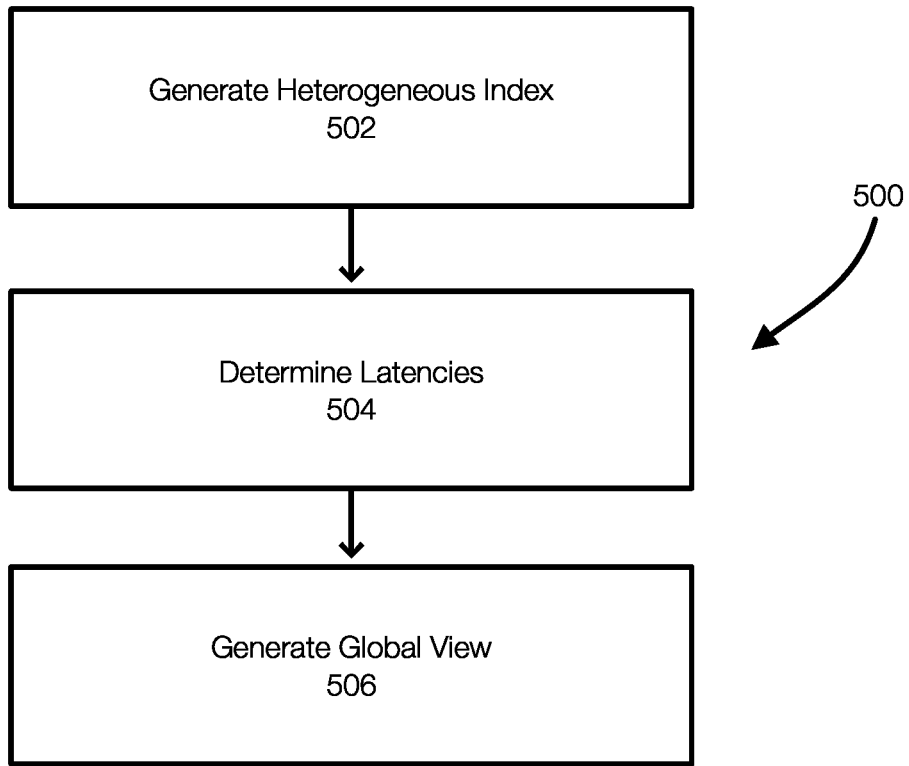 Generate Heterogeneous Index
502
500
Determine Latencies
504
Generate Global View
506